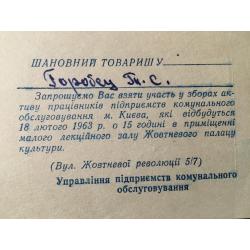 ШАНОВНИЙ ТОВАРИШУ
Горобец Т. С.
Запрошуємо Вас взяти участь у зборах ак-
тиву працівників підприємств комунального
обслуговування м. Києва, які відбудуться
18 лютого 1963 р. о 15 годині в приміщенні
малого лекційного залу Жовтневого палацу
культури.
(Вул. Жовтневої революції 5/7)
Управління підприємств комунального
обслуговування